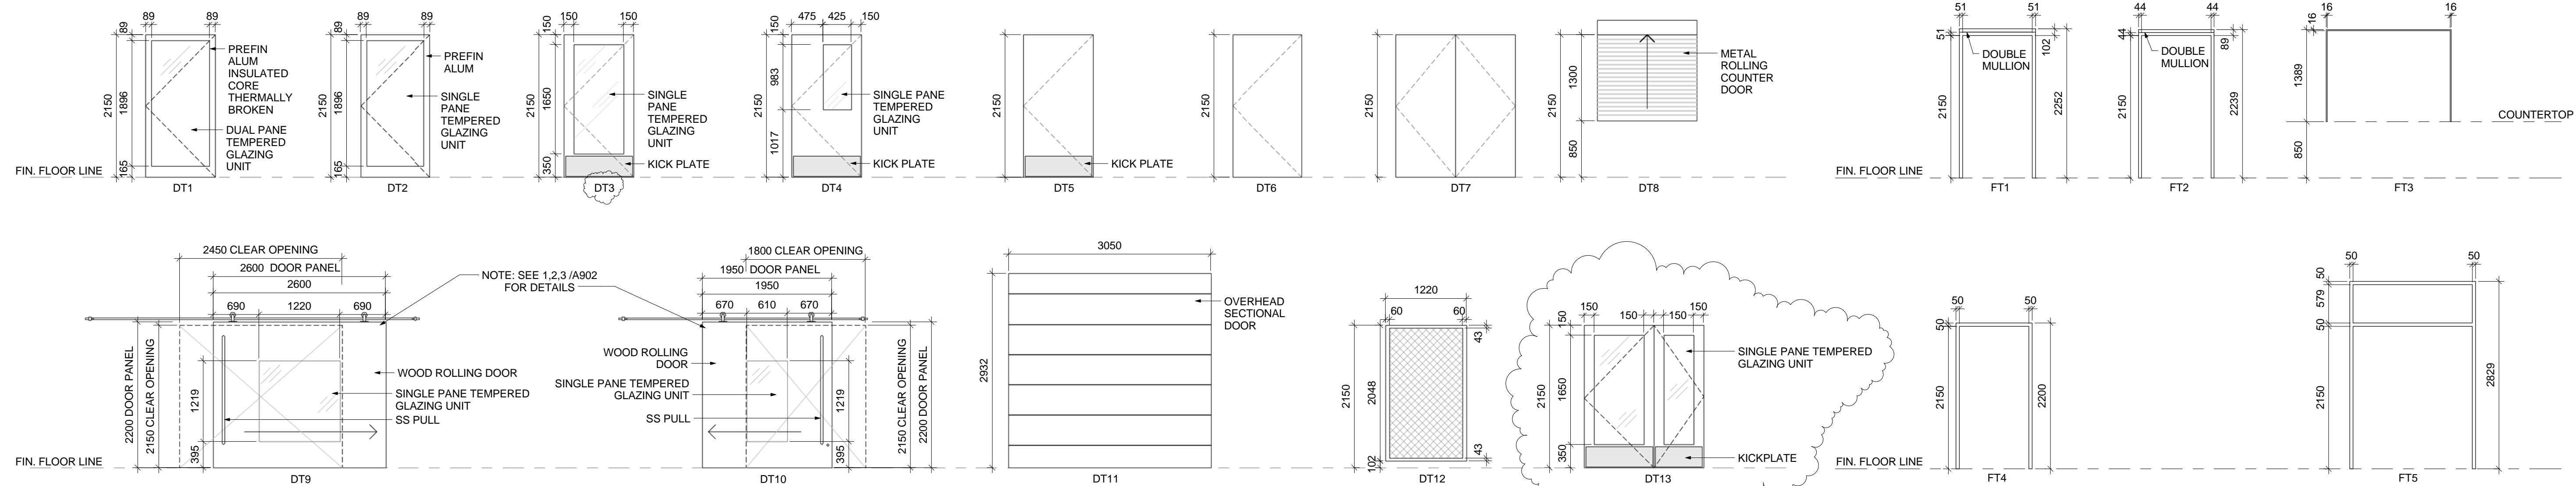 FIN. FLOOR LINE
89
89
89
2150
1896
165
PREFIN
ALUM
INSULATED
CORE
THERMALLY
BROKEN
DUAL PANE
TEMPERED
GLAZING
UNIT
DT1
89
89
89
2150
1896
165
PREFIN
ALUM
SINGLE
PANE
TEMPERED
GLAZING
UNIT
DT2
150
150
150
2150
1650
350
SINGLE
PANE
TEMPERED
GLAZING
UNIT
KICK PLATE
DT3
475
425
150
150
2150
983
1017
SINGLE PANE
TEMPERED
GLAZING
UNIT
KICK PLATE
DT4
2150
KICK PLATE
DT5
2150
DT6
2150
DT7
2150
1300
850
METAL
ROLLING
COUNTER
DOOR
DT8
FIN. FLOOR LINE
51
51
51
102
DOUBLE
MULLION
2150
2252
FT1
44
44
44
89
DOUBLE
MULLION
2150
2239
FT2
16
16
16
1389
850
COUNTERTOP
FT3
FIN. FLOOR LINE
2450 CLEAR OPENING
2600 DOOR PANEL
2600
690
1220
690
2200 DOOR PANEL
2150 CLEAR OPENING
1219
395
WOOD ROLLING DOOR
SINGLE PANE TEMPERED
GLAZING UNIT
SS PULL
DT9
NOTE: SEE 1,2,3 /A902
FOR DETAILS
1800 CLEAR OPENING
1950 DOOR PANEL
1950
670
610
670
WOOD ROLLING
DOOR
SINGLE PANE TEMPERED
GLAZING UNIT
SS PULL
1219
395
2150 CLEAR OPENING
2200 DOOR PANEL
DT10
3050
2932
OVERHEAD
SECTIONAL
DOOR
DT11
1220
60
60
43
2150
2048
43
102
DT12
150
150
150
150
150
2150
1650
350
SINGLE PANE TEMPERED
GLAZING UNIT
KICKPLATE
DT13
FIN. FLOOR LINE
50
50
50
2150
2200
FT4
50
50
50
579
50
2150
2829
FT5